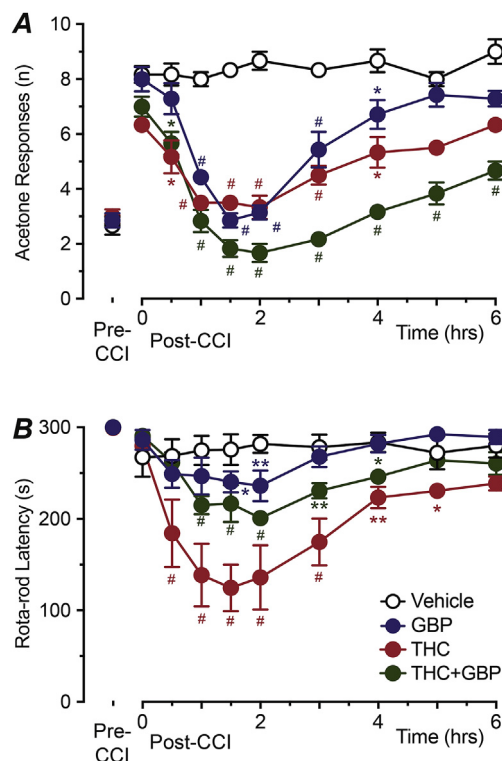 A
Acetone Responses (n)
10
8
6
4
2
0
* # # # # * #
* # # # # *
# # # # # # #
0 2 4 6
Pre-
CCI
Post-CCI
Time (hrs)
B
Rota-rod Latency (s)
300
200
100
0
** *
* # # # **
# # # # # ** *
Vehicle
GBP
THC
THC+GBP
0 2 4 6
Pre-
CCI
Post-CCI
Time (hrs)